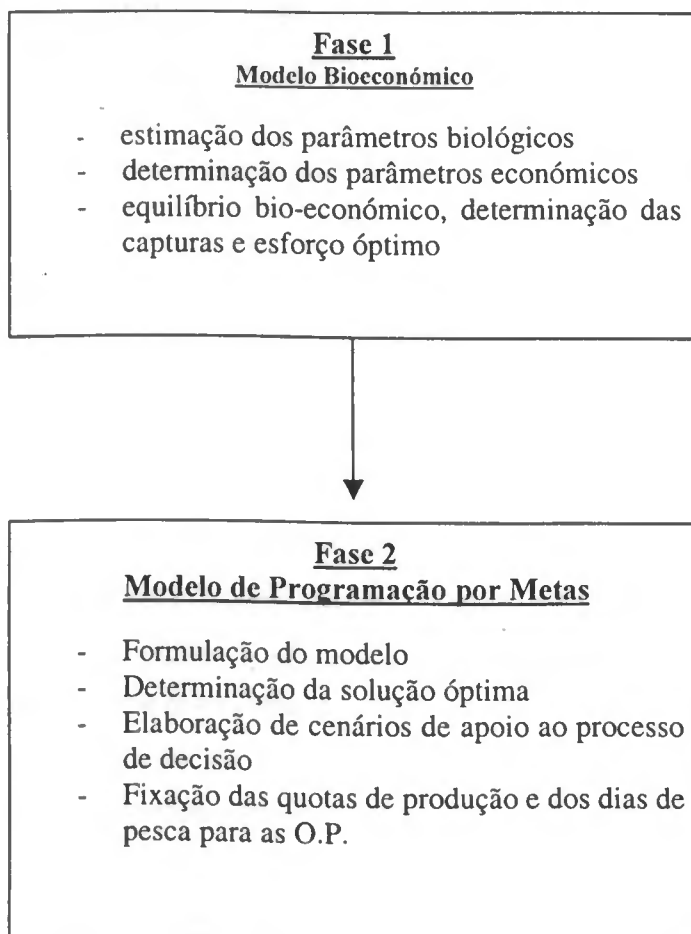 Fase 1
Modelo Bioeconómico
- estimação dos parâmetros biológicos
- determinação dos parâmetros económicos
- equilíbrio bio-económico, determinação das
capturas e esforço óptimo
Fase 2
Modelo de Programação por Metas
- Formulação do modelo
- Determinação da solução óptima
- Elaboração de cenários de apoio ao processo
de decisão
- Fixação das quotas de produção e dos dias de
pesca para as O.P.